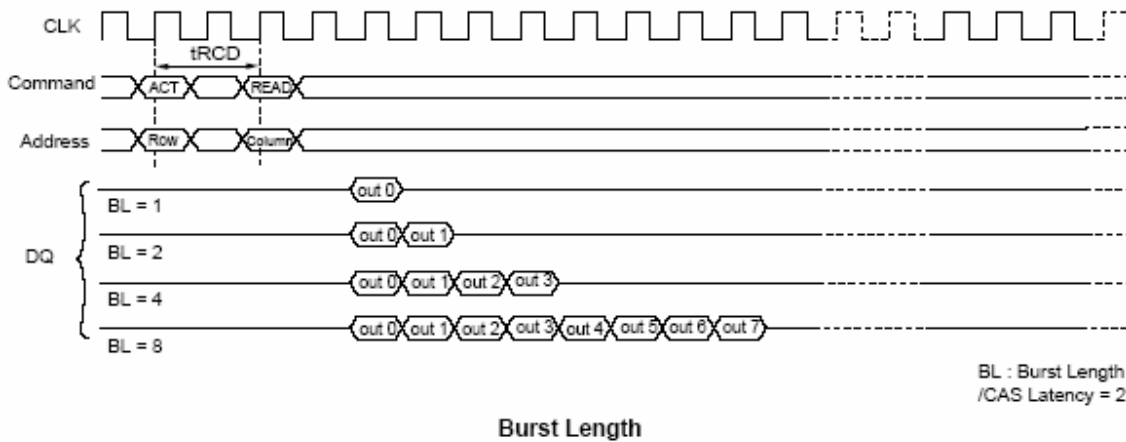 CLK
tRCD
Command ACT READ
Address Row Column
DQ
BL = 1 out 0
BL = 2 out 0 out 1
BL = 4 out 0 out 1 out 2 out 3
BL = 8 out 0 out 1 out 2 out 3 out 4 out 5 out 6 out 7
BL : Burst Length
/CAS Latency = 2
Burst Length